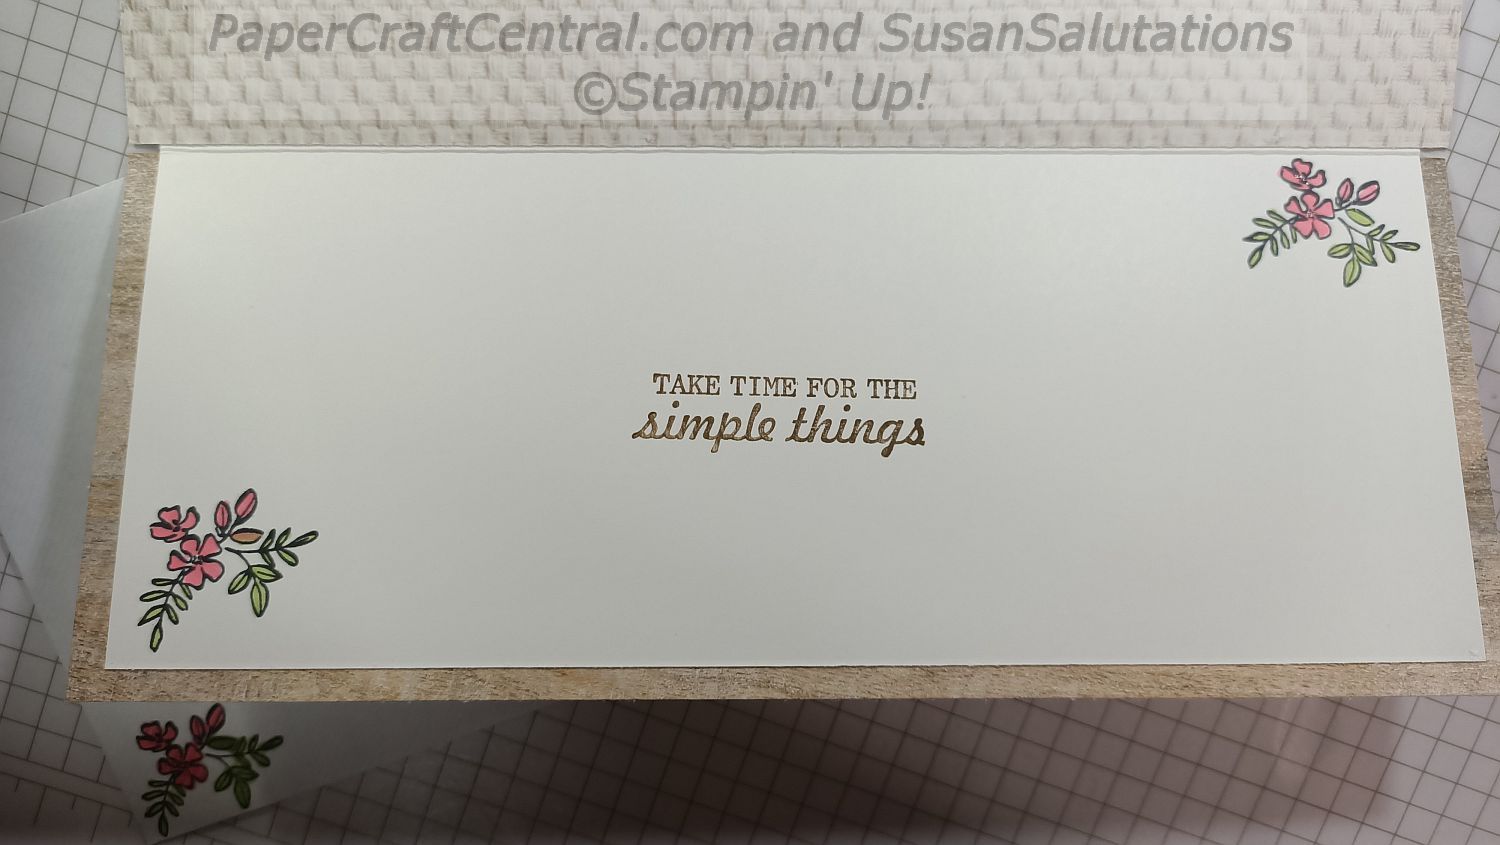 PaperCraftCentral.com and SusanSalutations
©Stampin' Up!
TAKE TIME FOR THE
simple things